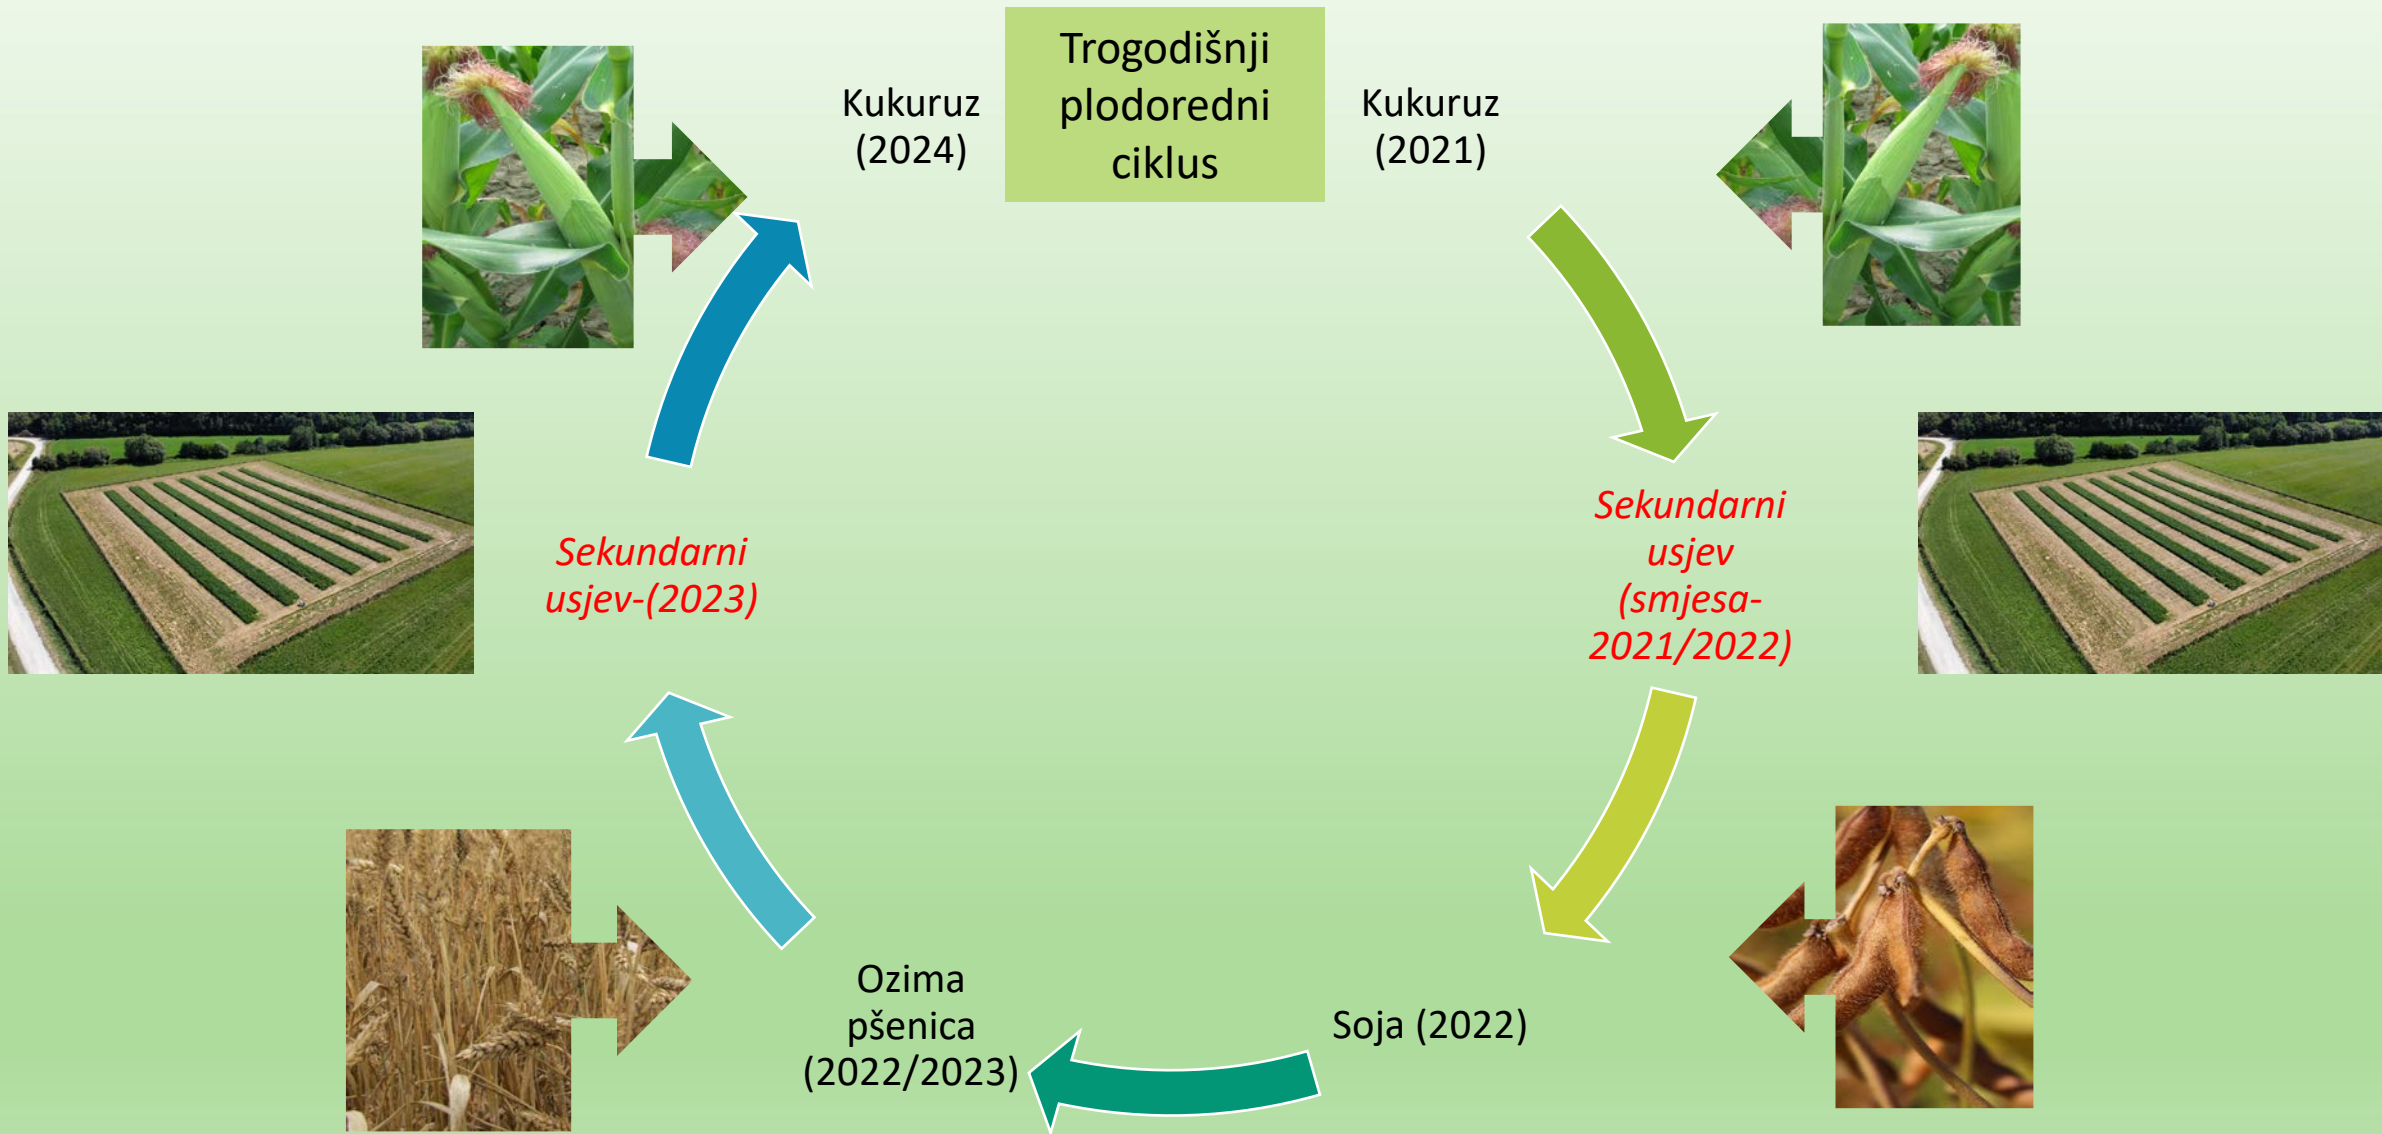 Trogodišnji
plodoredni
ciklus
Kukuruz
(2021)
Sekundarni
usjev
(smjesa-
2021/2022)
Soja (2022)
Ozima
pšenica
(2022/2023)
Sekundarni
usjev-(2023)
Kukuruz
(2024)